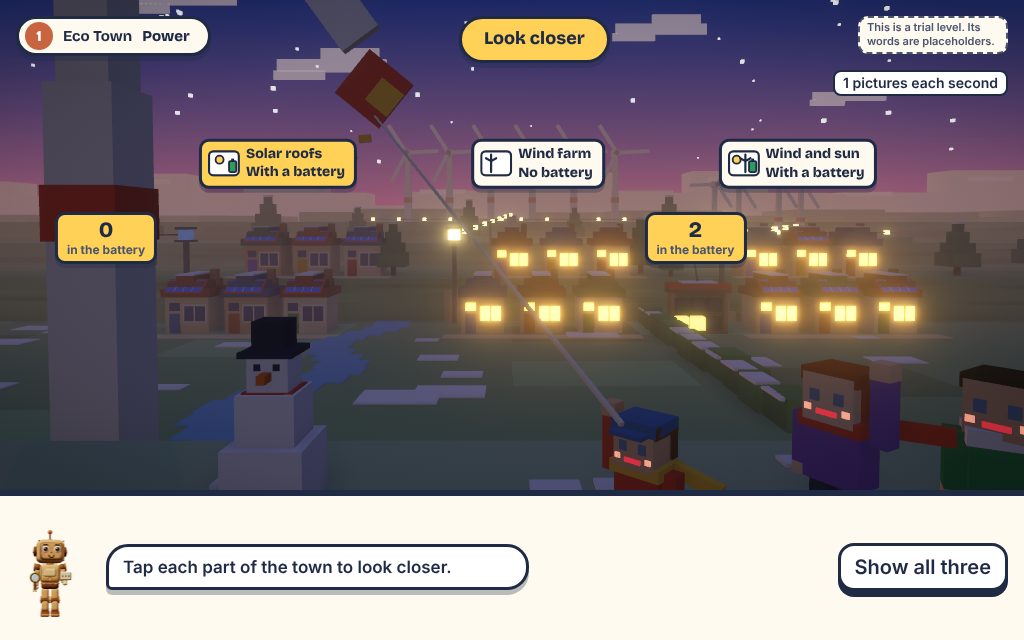 1 Eco Town Power
Look closer
This is a trial level. Its
words are placeholders.
1 pictures each second
Solar roofs
With a battery
Wind farm
No battery
Wind and sun
With a battery
0
in the battery
2
in the battery
Tap each part of the town to look closer.
Show all three